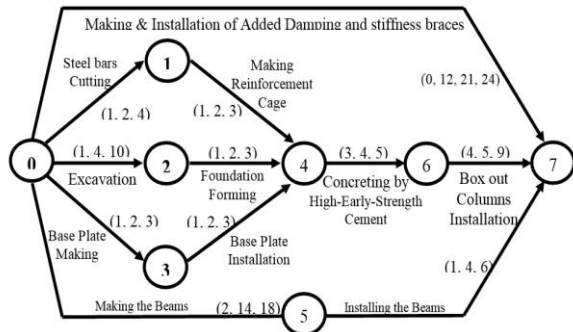 Making & Installation of Added Damping and stiffness braces
(0, 12, 21, 24)
Steel bars
Cutting
1
Making
Reinforcement
Cage
(1, 2, 4)
(1, 2, 3)
0
(1, 4, 10)
Excavation
2
(1, 2, 3)
Foundation
Forming
4
(3, 4, 5)
Concreting by
High-Early-Strength
Cement
6
(4, 5, 9)
Box out
Columns
Installation
7
(1, 2, 3)
Base Plate
Making
3
(1, 2, 3)
Base Plate
Installation
Making the Beams
(2, 14, 18)
5
Installing the Beams
(1, 4, 6)